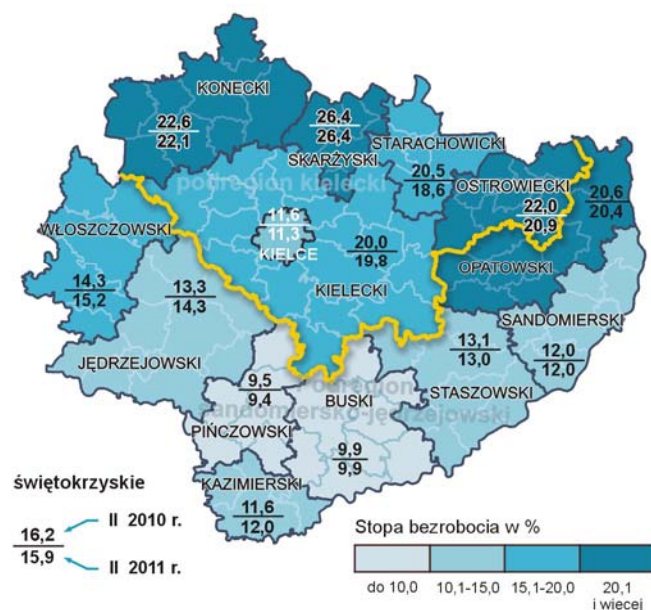 KONECKI
22,6
22,1
26,4
26,4
SKARŻYSKI
STARACHOWICKI
20,5
18,6
podregion kielecki
OSTROWIECKI
22,0
20,9
20,6
20,4
WŁOSZCZOWSKI
14,3
15,2
11,6
11,3
KIELCE
20,0
19,8
KIELECKI
OPATOWSKI
13,3
14,3
JĘDRZEJOWSKI
SANDOMIERSKI
12,0
12,0
13,1
13,0
STASZOWSKI
9,5
9,4
PIŃCZOWSKI
Podregion
sandomiersko-jędrzejowski
BUSKI
9,9
9,9
KAZIMIERSKI
11,6
12,0
świętokrzyskie
16,2 II 2010 r.
15,9 II 2011 r.
Stopa bezrobocia w %
do 10,0 10,1-15,0 15,1-20,0 20,1
i wiecej